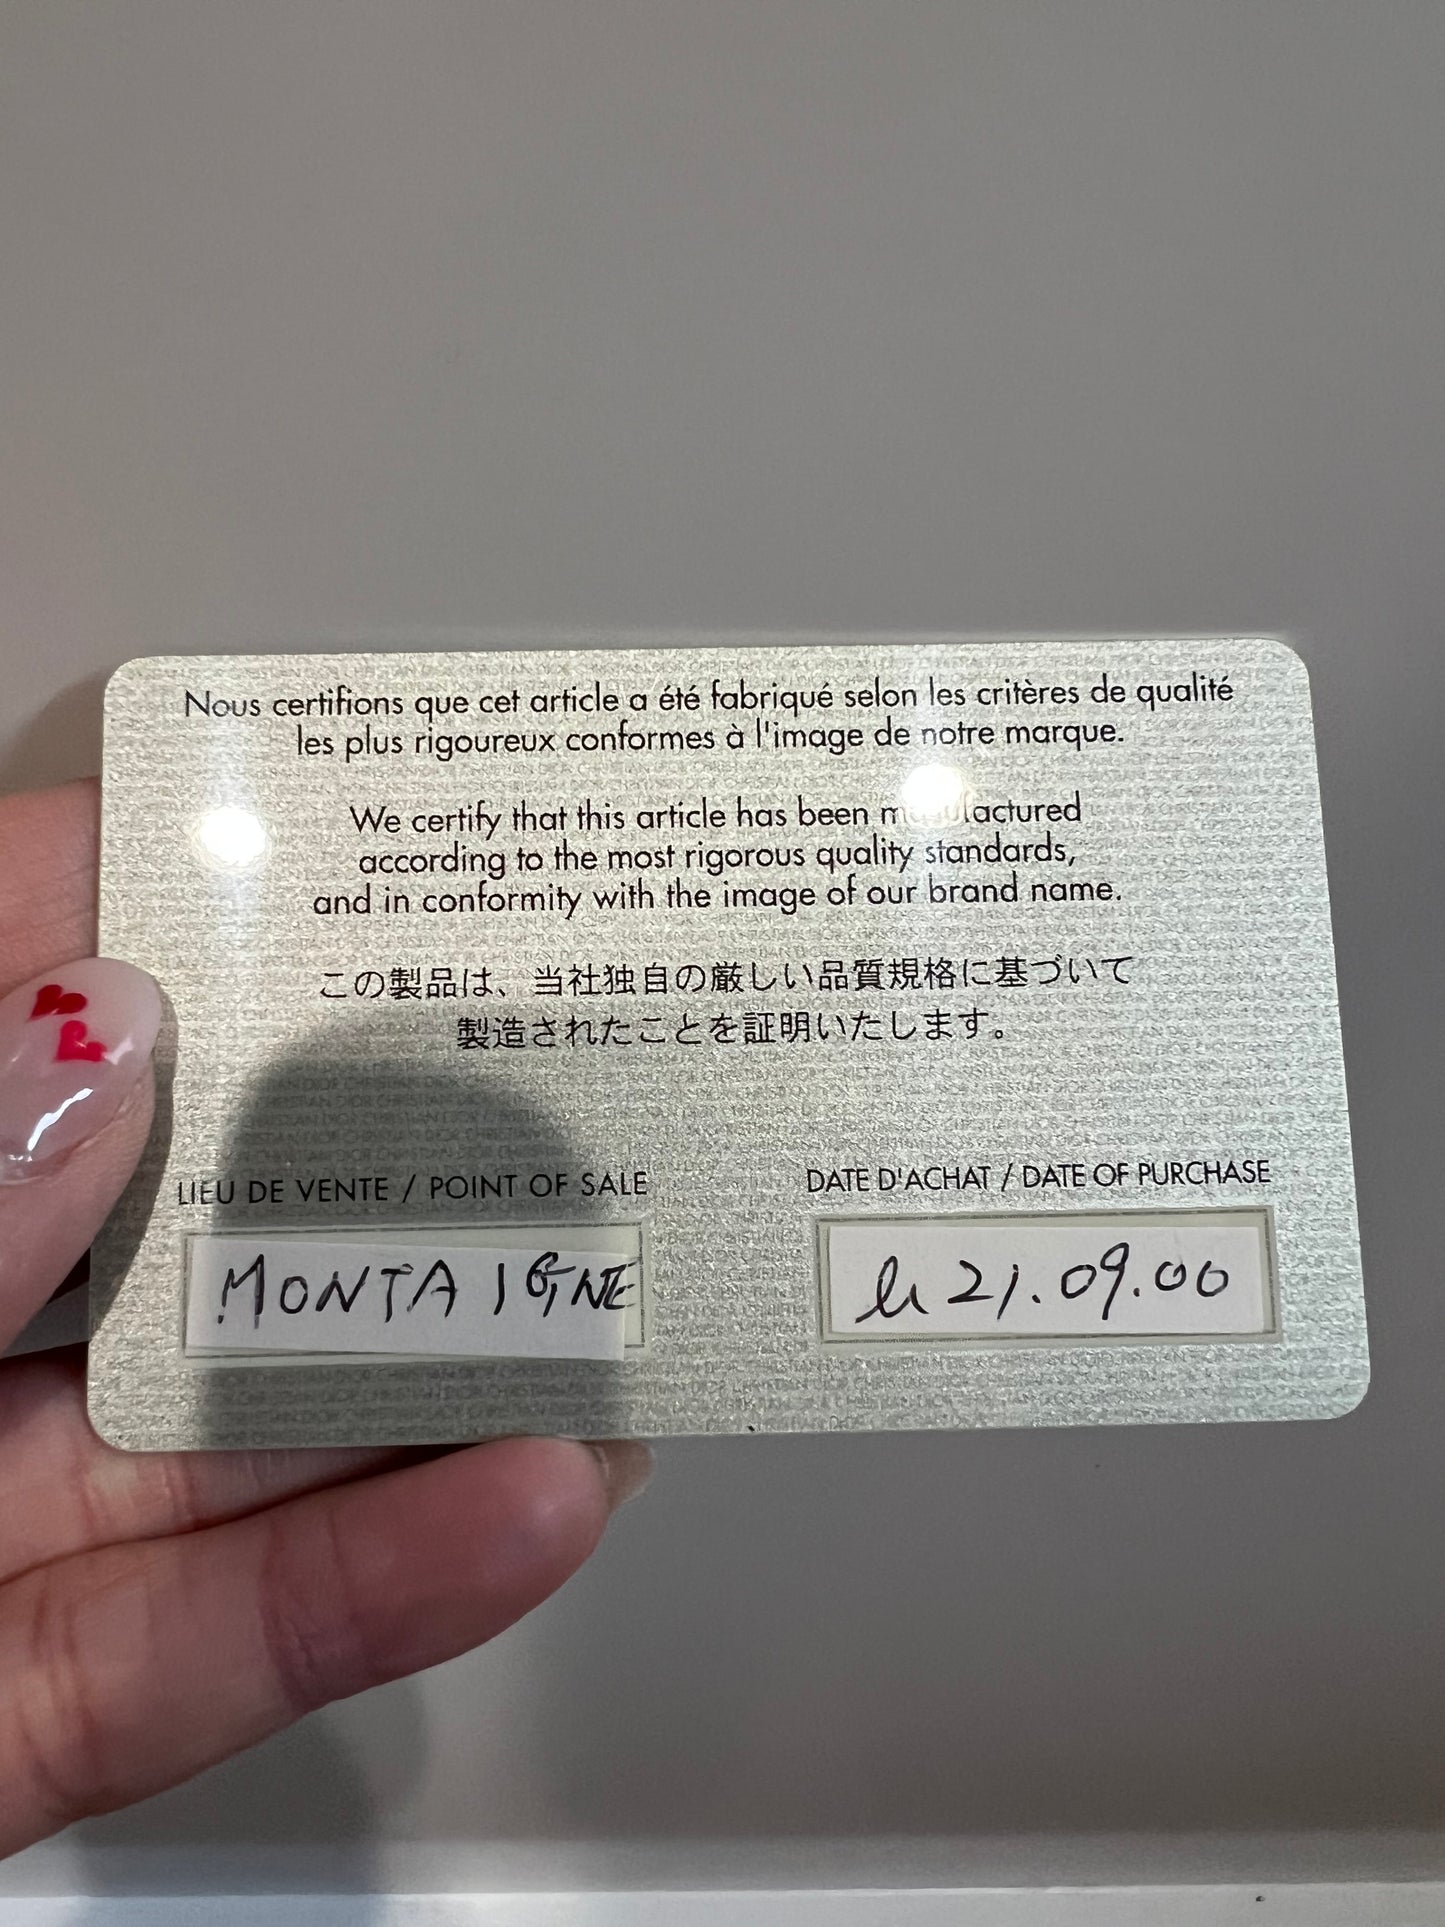 Nous certifions que cet article a été fabriqué selon les critères de qualité
les plus rigoureux conformes à l'image de notre marque.
We certify that this article has been manufactured
according to the most rigorous quality standards,
and in conformity with the image of our brand name.
この製品は、当社独自の厳しい品質規格に基づいて
製造されたことを証明いたします。
LIEU DE VENTE / POINT OF SALE
DATE D'ACHAT / DATE OF PURCHASE
MONTAIGNE
le 21.09.00